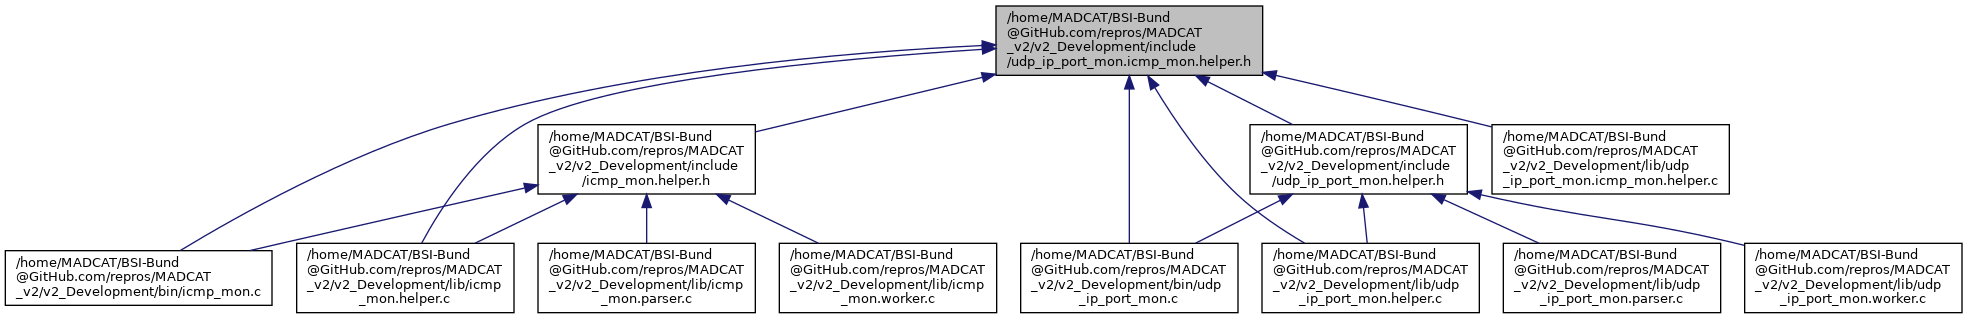 /home/MADCAT/BSI-Bund
@GitHub.com/repros/MADCAT
_v2/v2_Development/include
/udp_ip_port_mon.icmp_mon.helper.h
/home/MADCAT/BSI-Bund
@GitHub.com/repros/MADCAT
_v2/v2_Development/include
/icmp_mon.helper.h
/home/MADCAT/BSI-Bund
@GitHub.com/repros/MADCAT
_v2/v2_Development/include
/udp_ip_port_mon.helper.h
/home/MADCAT/BSI-Bund
@GitHub.com/repros/MADCAT
_v2/v2_Development/lib/udp
_ip_port_mon.icmp_mon.helper.c
/home/MADCAT/BSI-Bund
@GitHub.com/repros/MADCAT
_v2/v2_Development/bin/icmp_mon.c
/home/MADCAT/BSI-Bund
@GitHub.com/repros/MADCAT
_v2/v2_Development/lib/icmp
_mon.helper.c
/home/MADCAT/BSI-Bund
@GitHub.com/repros/MADCAT
_v2/v2_Development/lib/icmp
_mon.parser.c
/home/MADCAT/BSI-Bund
@GitHub.com/repros/MADCAT
_v2/v2_Development/lib/icmp
_mon.worker.c
/home/MADCAT/BSI-Bund
@GitHub.com/repros/MADCAT
_v2/v2_Development/bin/udp
_ip_port_mon.c
/home/MADCAT/BSI-Bund
@GitHub.com/repros/MADCAT
_v2/v2_Development/lib/udp
_ip_port_mon.helper.c
/home/MADCAT/BSI-Bund
@GitHub.com/repros/MADCAT
_v2/v2_Development/lib/udp
_ip_port_mon.parser.c
/home/MADCAT/BSI-Bund
@GitHub.com/repros/MADCAT
_v2/v2_Development/lib/udp
_ip_port_mon.worker.c